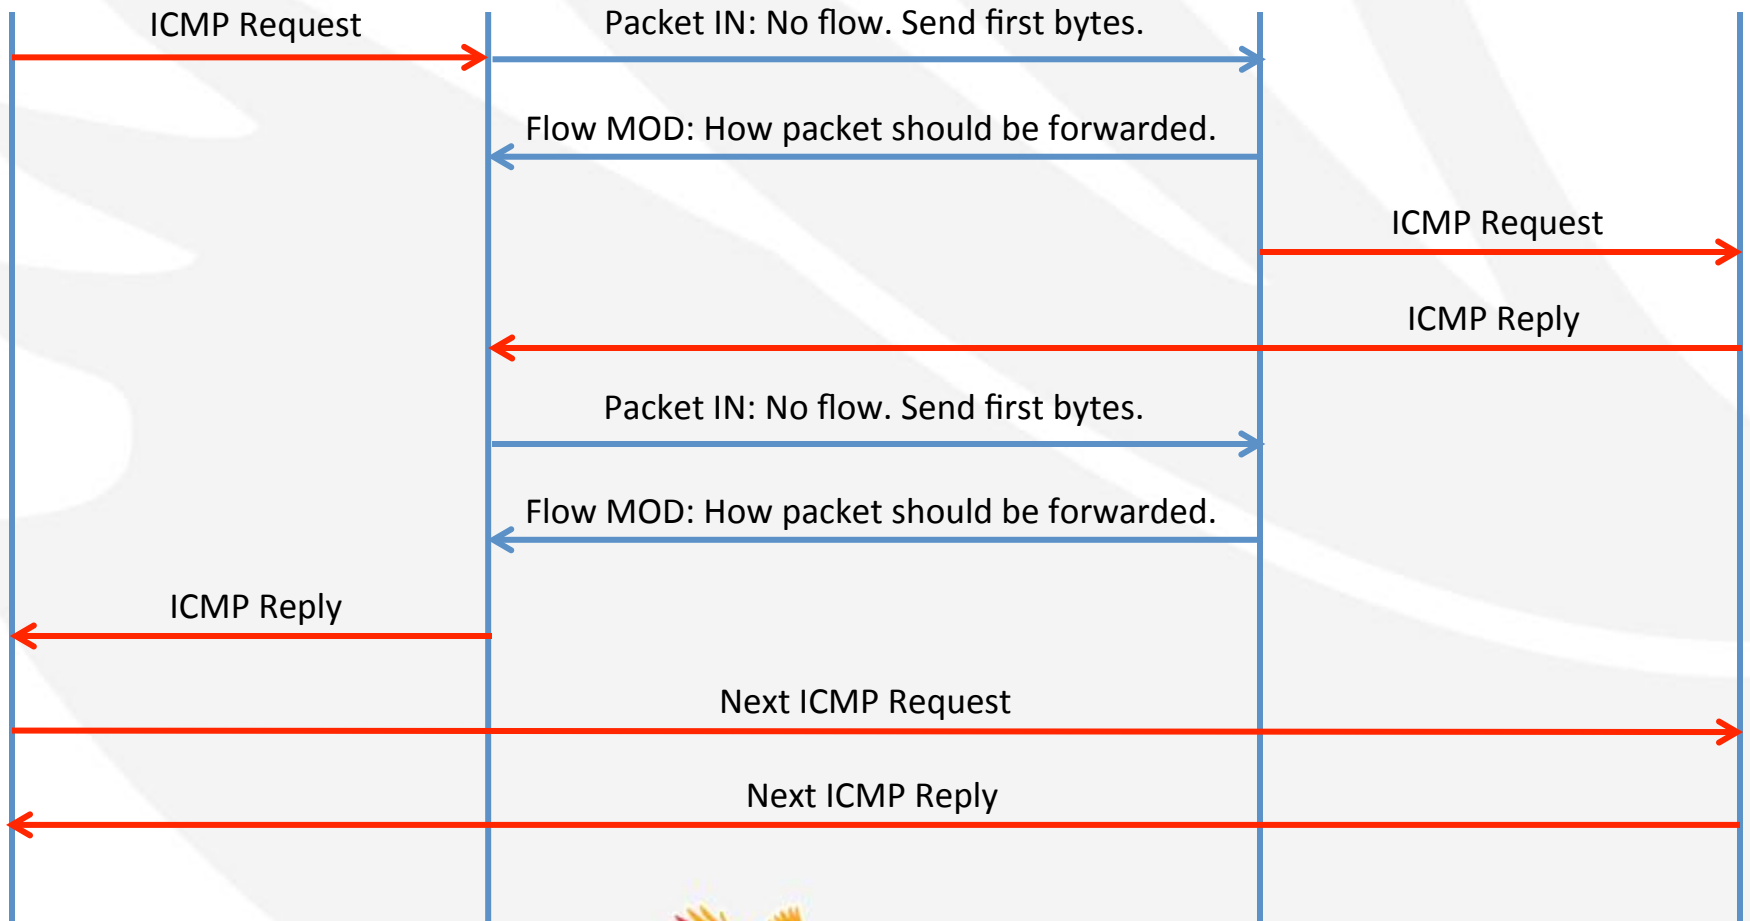 ICMP Request
Packet IN: No flow. Send first bytes.
Flow MOD: How packet should be forwarded.
ICMP Request
ICMP Reply
Packet IN: No flow. Send first bytes.
Flow MOD: How packet should be forwarded.
ICMP Reply
Next ICMP Request
Next ICMP Reply